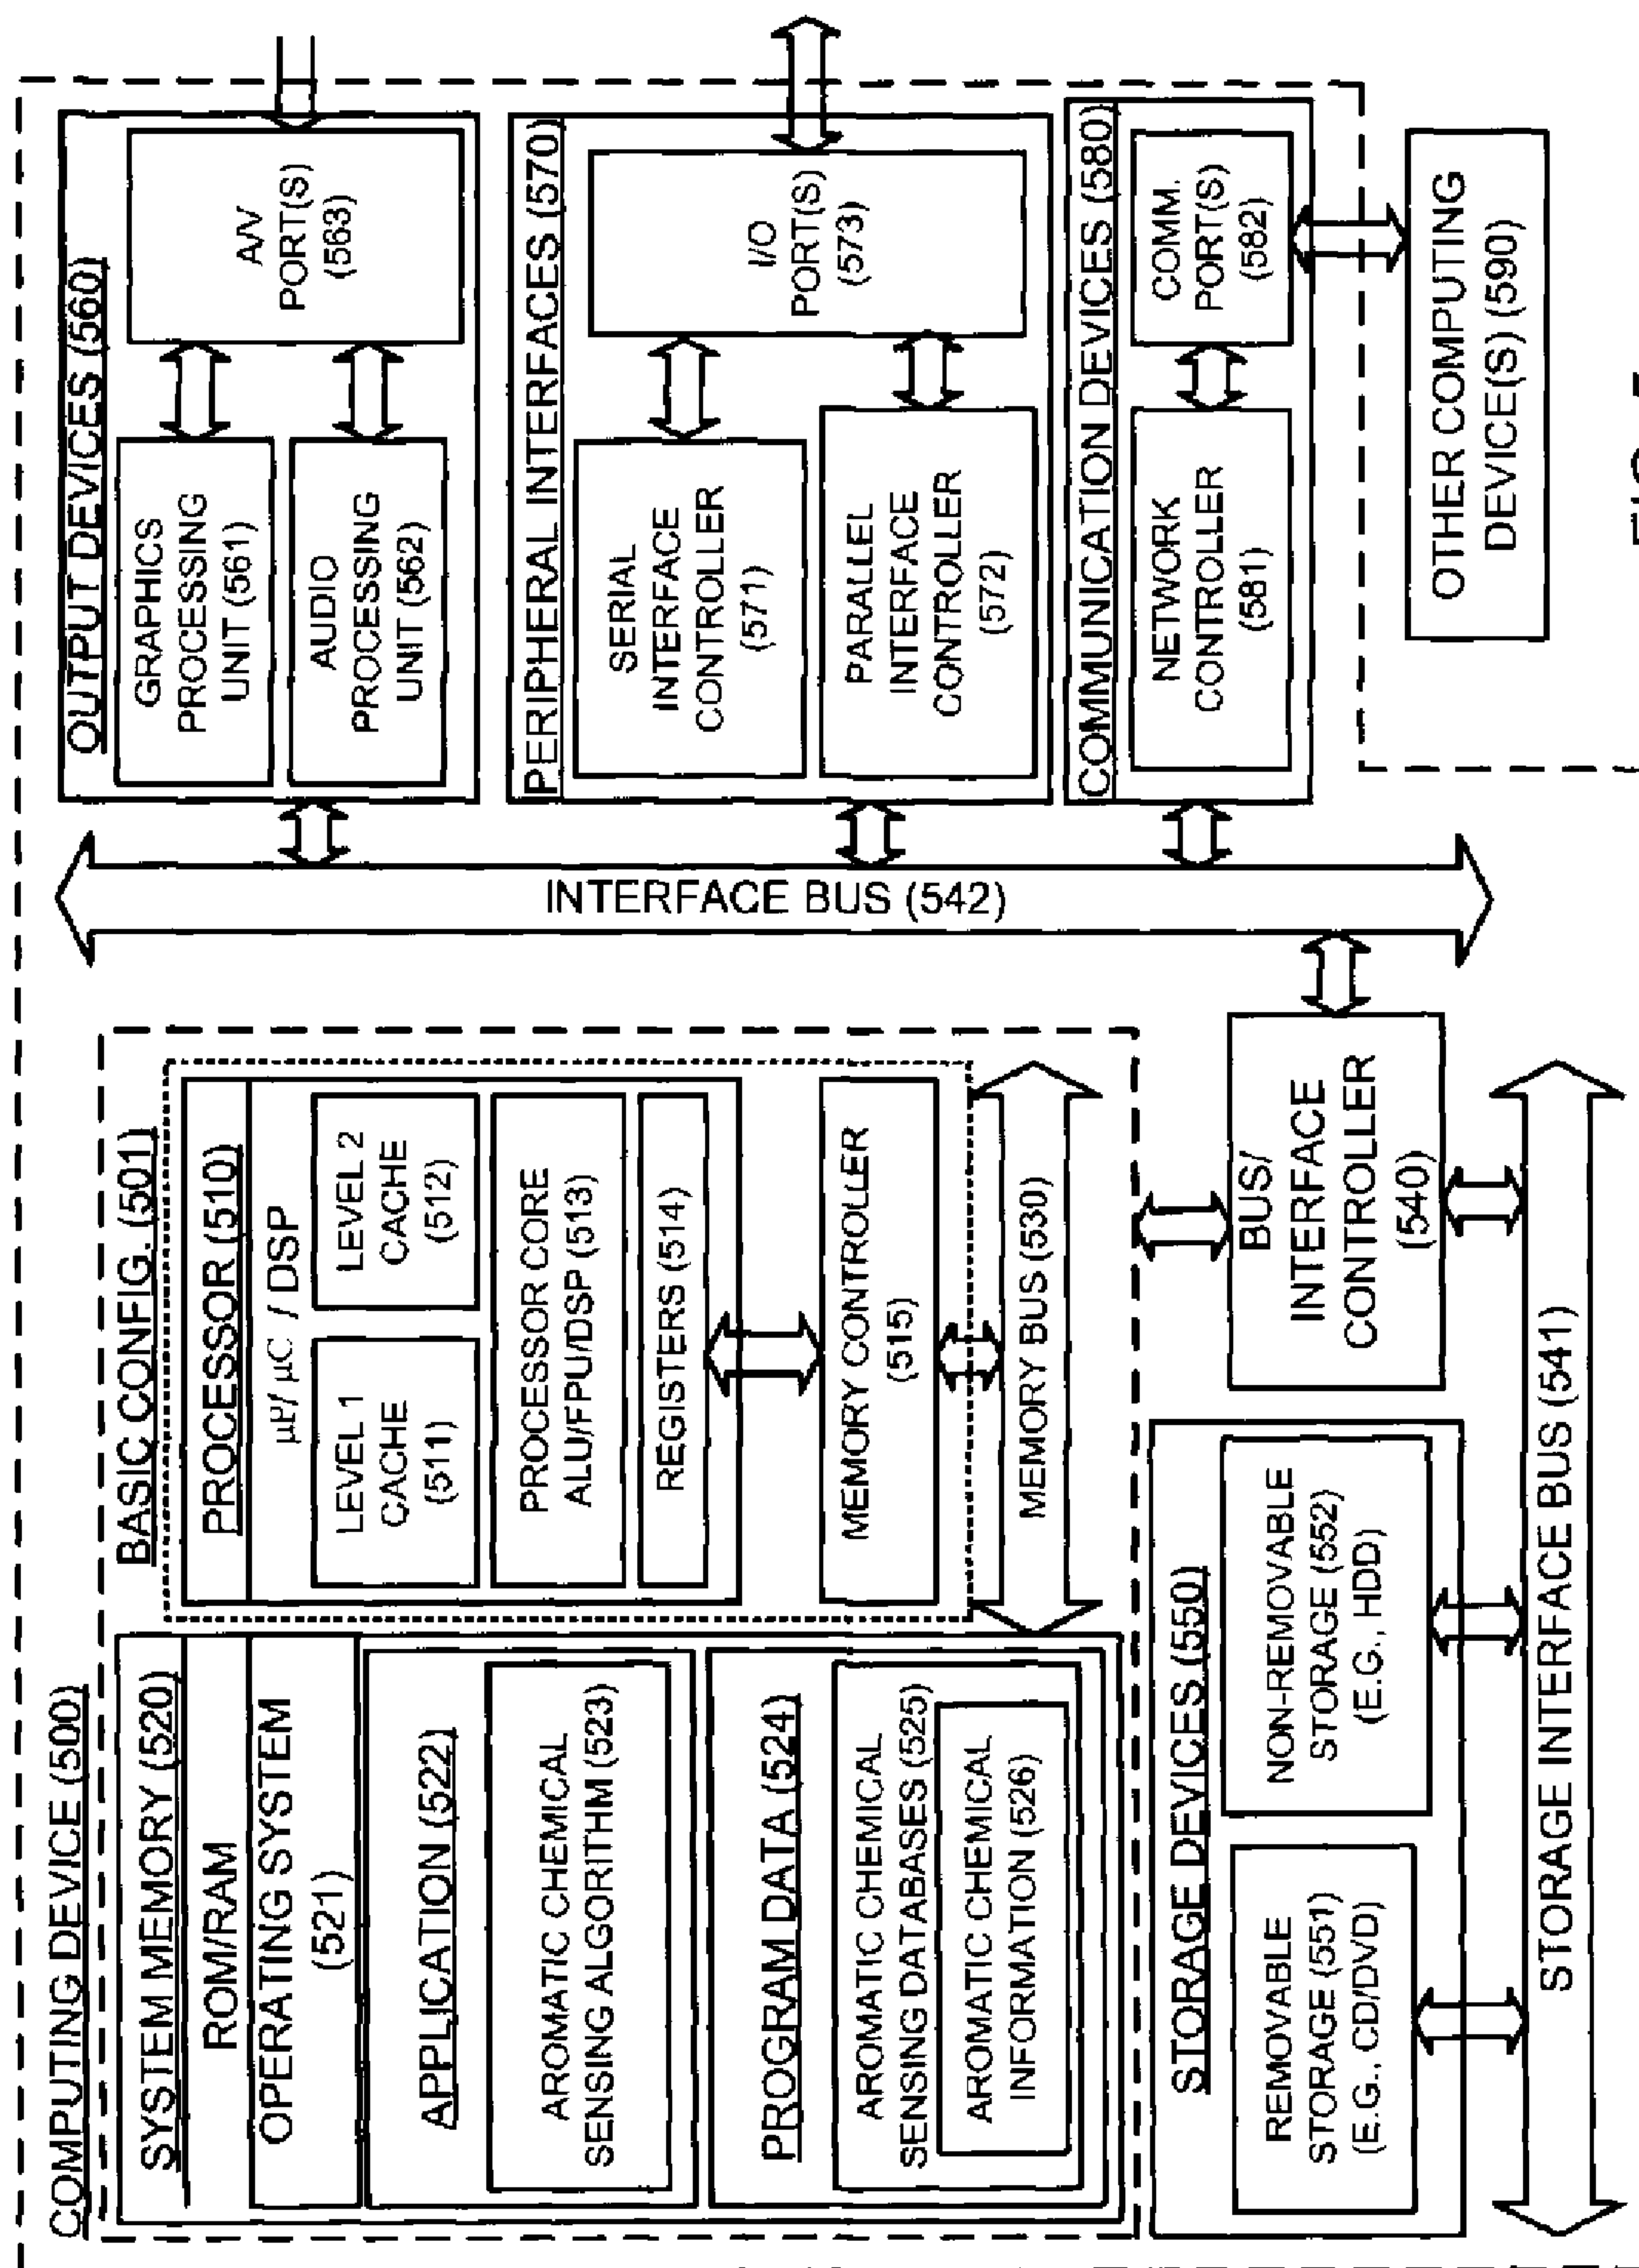 COMPUTING DEVICE (500)
BASIC CONFIG. (501)
SYSTEM MEMORY (520)
ROM/RAM
OPERATING SYSTEM
(521)
APPLICATION (522)
AROMATIC CHEMICAL
SENSING ALGORITHM (523)
PROGRAM DATA (524)
AROMATIC CHEMICAL
SENSING DATABASES (525)
AROMATIC CHEMICAL
INFORMATION (526)
PROCESSOR (510)
µP/ µC / DSP
LEVEL 1
CACHE
(511)
LEVEL 2
CACHE
(512)
PROCESSOR CORE
ALU/FPU/DSP (513)
REGISTERS (514)
MEMORY CONTROLLER
(515)
MEMORY BUS (530)
BUS/
INTERFACE
CONTROLLER
(540)
STORAGE DEVICES (550)
REMOVABLE
STORAGE (551)
(E.G., CD/DVD)
NON-REMOVABLE
STORAGE (552)
(E.G., HDD)
STORAGE INTERFACE BUS (541)
INTERFACE BUS (542)
OUTPUT DEVICES (560)
GRAPHICS
PROCESSING
UNIT (561)
AUDIO
PROCESSING
UNIT (562)
A/V
PORT(S)
(563)
PERIPHERAL INTERFACES (570)
SERIAL
INTERFACE
CONTROLLER
(571)
PARALLEL
INTERFACE
CONTROLLER
(572)
I/O
PORT(S)
(573)
COMMUNICATION DEVICES (580)
NETWORK
CONTROLLER
(581)
COMM.
PORT(S)
(582)
OTHER COMPUTING
DEVICE(S) (590)